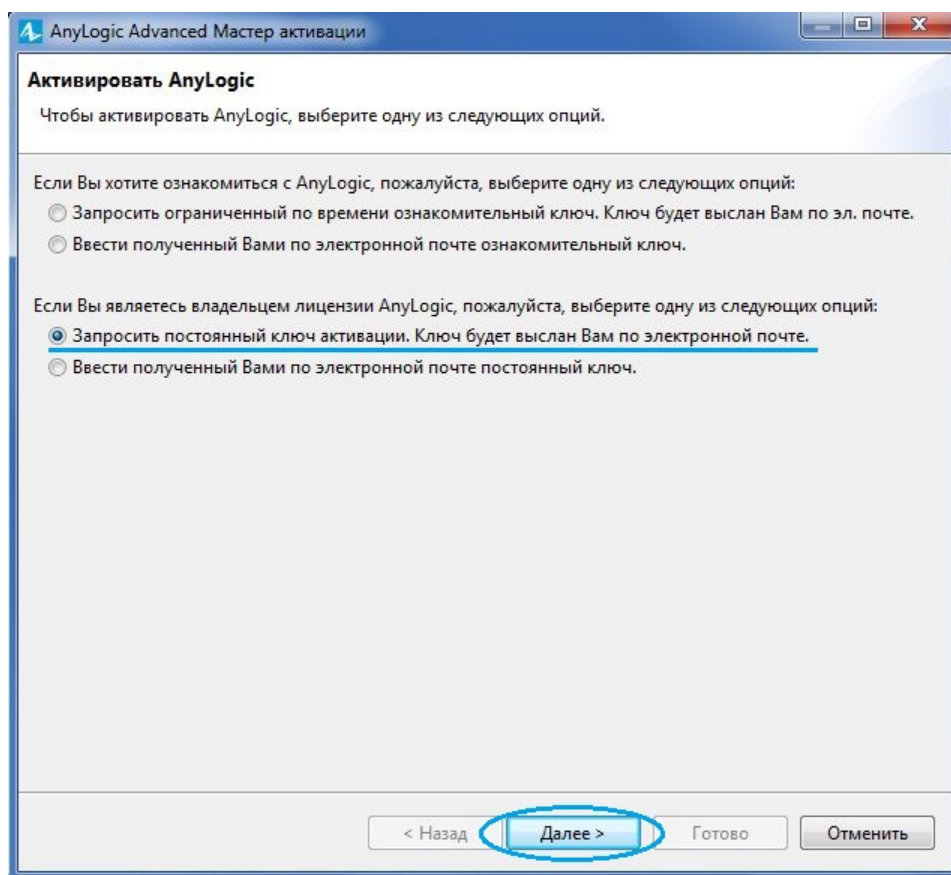 AnyLogic Advanced Мастер активации
Активировать AnyLogic
Чтобы активировать AnyLogic, выберите одну из следующих опций.
Если Вы хотите ознакомиться с AnyLogic, пожалуйста, выберите одну из следующих опций:
Запросить ограниченный по времени ознакомительный ключ. Ключ будет выслан Вам по эл. почте.
Ввести полученный Вами по электронной почте ознакомительный ключ.
Если Вы являетесь владельцем лицензии AnyLogic, пожалуйста, выберите одну из следующих опций:
Запросить постоянный ключ активации. Ключ будет выслан Вам по электронной почте.
Ввести полученный Вами по электронной почте постоянный ключ.
< Назад Далее > Готово Отменить